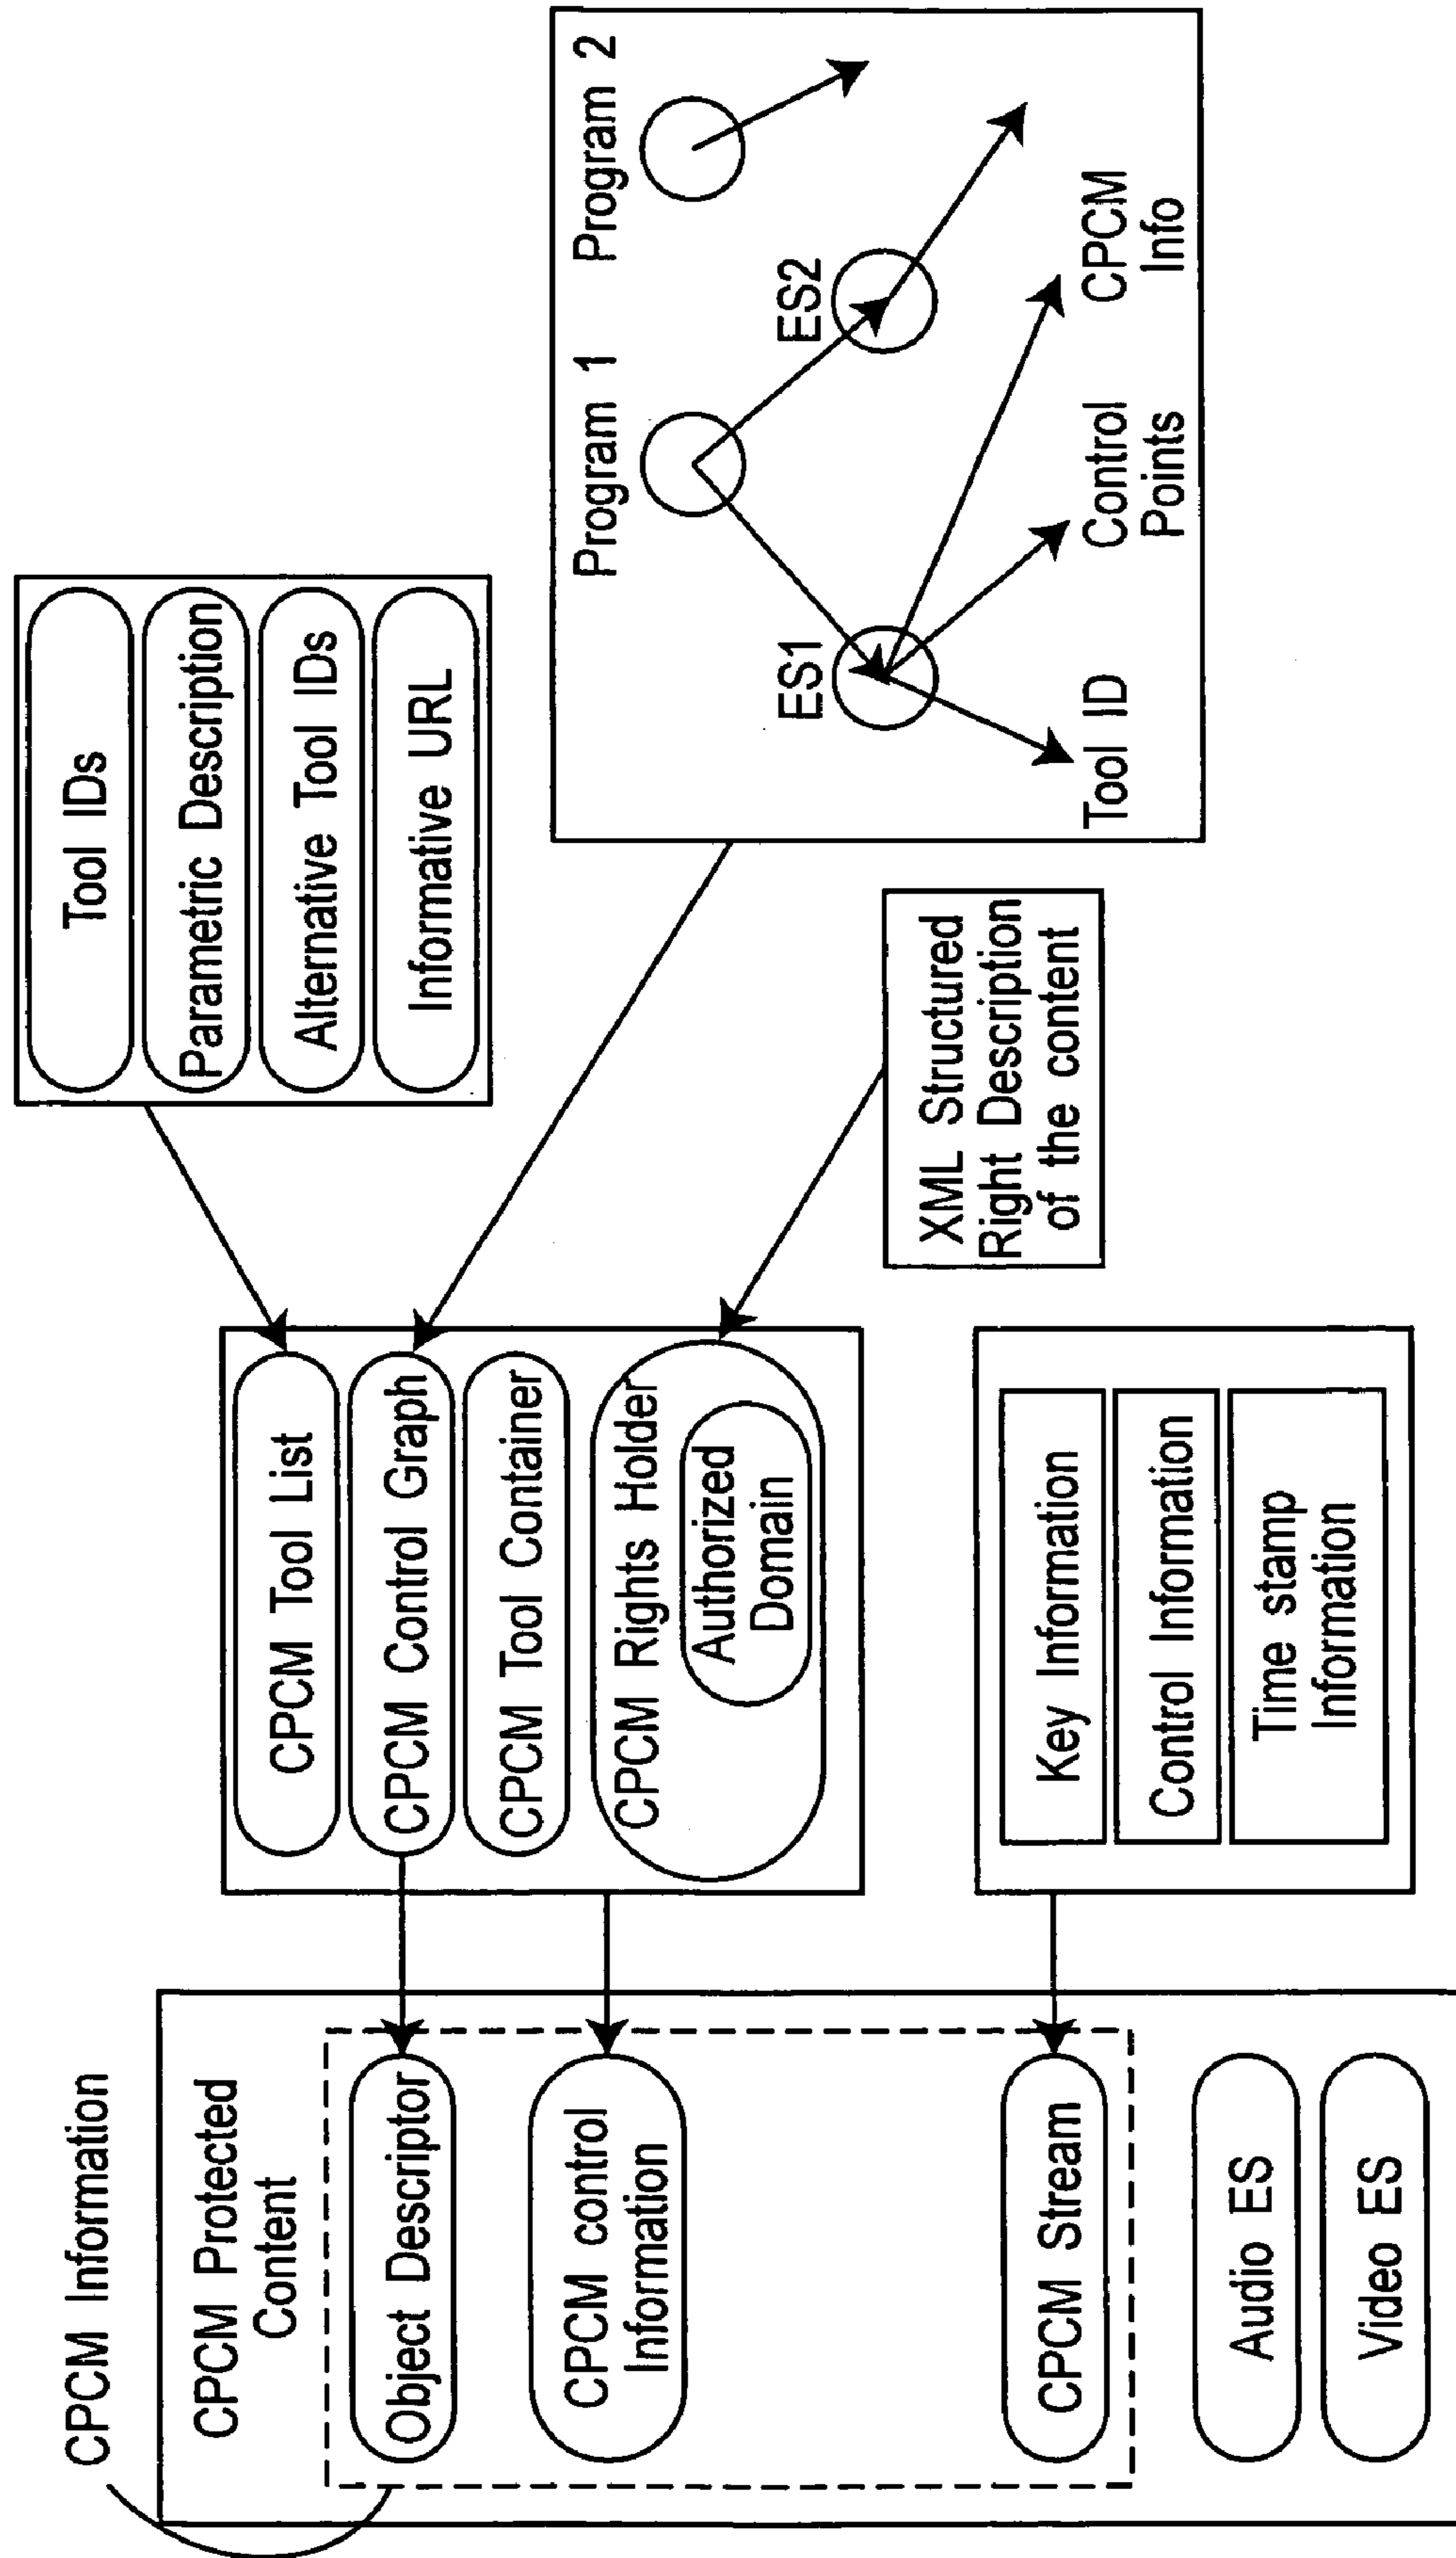 CPCM Information
CPCM Protected
Content
Object Descriptor
CPCM control
Information
CPCM Stream
Audio ES
Video ES
CPCM Tool List
CPCM Control Graph
CPCM Tool Container
CPCM Rights Holder
Authorized
Domain
Key Information
Control Information
Time stamp
Information
Tool IDs
Parametric Description
Alternative Tool IDs
Informative URL
XML Structured
Right Description
of the content
Program 1
Program 2
ES1
ES2
Tool ID
Control
Points
CPCM
Info